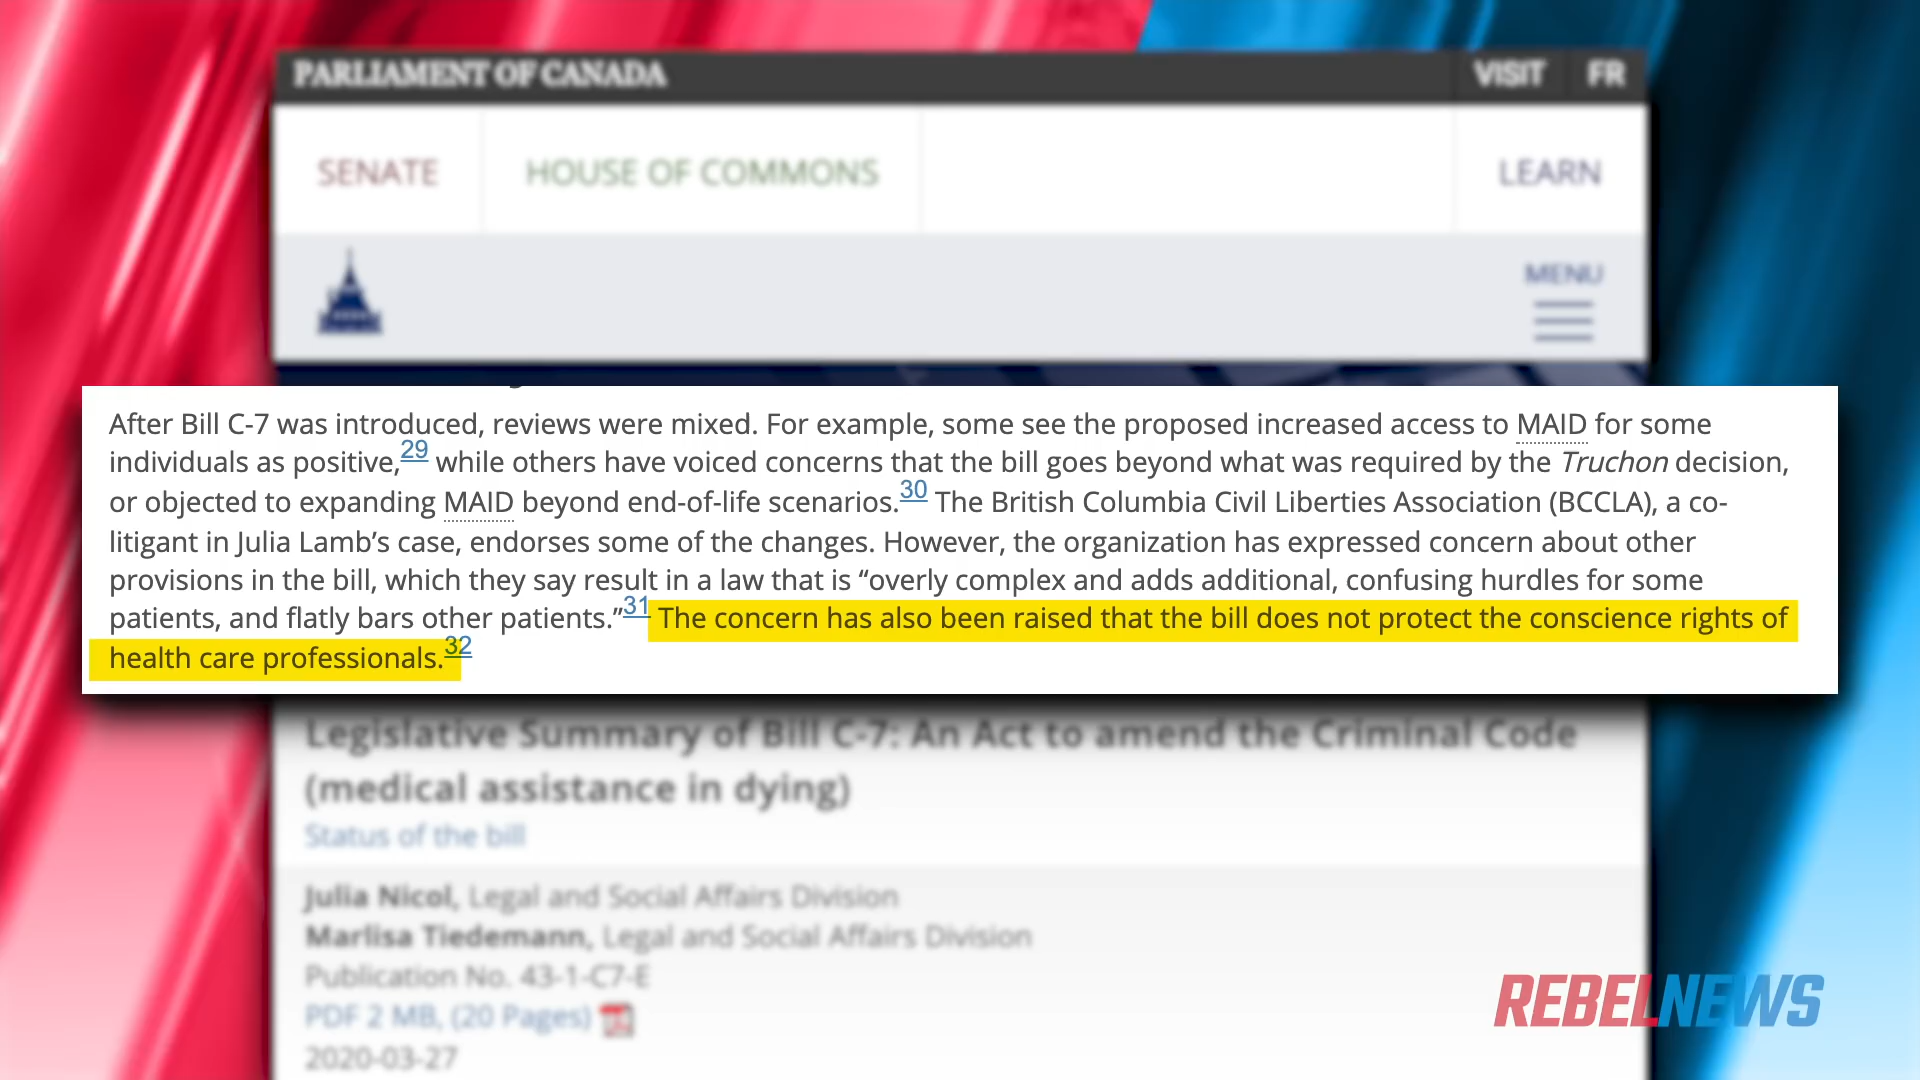 PARLIAMENT OF CANADA VISIT FR
SENATE HOUSE OF COMMONS LEARN
MENU
After Bill C-7 was introduced, reviews were mixed. For example, some see the proposed increased access to MAID for some
individuals as positive,29 while others have voiced concerns that the bill goes beyond what was required by the Truchon decision,
or objected to expanding MAID beyond end-of-life scenarios.30 The British Columbia Civil Liberties Association (BCCLA), a co-
litigant in Julia Lamb’s case, endorses some of the changes. However, the organization has expressed concern about other
provisions in the bill, which they say result in a law that is “overly complex and adds additional, confusing hurdles for some
patients, and flatly bars other patients.”31 The concern has also been raised that the bill does not protect the conscience rights of
health care professionals.32
Legislative Summary of Bill C-7: An Act to amend the Criminal Code
(medical assistance in dying)
Status of the bill
Julia Nicol, Legal and Social Affairs Division
Marlisa Tiedemann, Legal and Social Affairs Division
Publication No. 43-1-C7-E
PDF 2 MB, (20 Pages)
2020-03-27
REBELNEWS